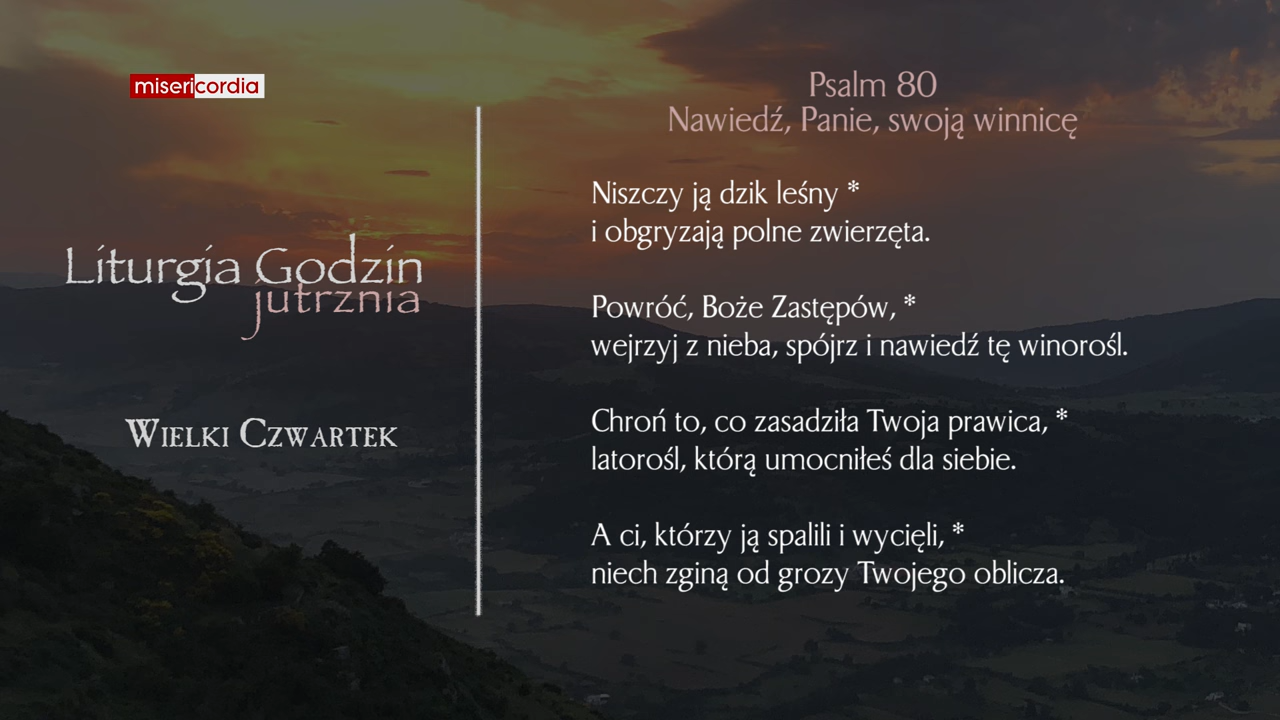 misericordia
Liturgia Godzin
jutrznia
Wielki Czwartek
Psalm 80
Nawiedź, Panie, swoją winnicę
Niszczy ją dzik leśny *
i obgryzają polne zwierzęta.
Powróć, Boże Zastępów, *
wejrzyj z nieba, spójrz i nawiedź tę winorośl.
Chroń to, co zasadziła Twoja prawica, *
latorośl, którą umocniłeś dla siebie.
A ci, którzy ją spalili i wycięli, *
niech zginą od grozy Twojego oblicza.